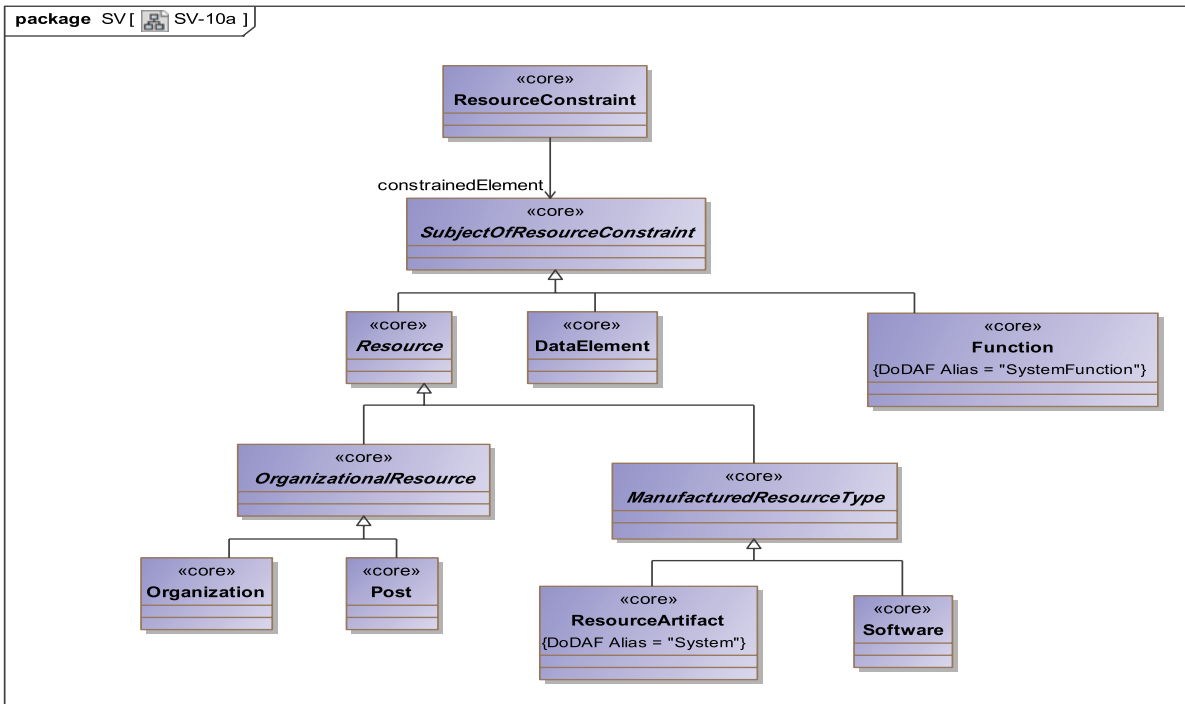 package SV[ SV-10a ]
«core»
ResourceConstraint
constrainedElement
«core»
SubjectOfResourceConstraint
«core»
Resource
«core»
DataElement
«core»
Function
{DoDAF Alias = "SystemFunction"}
«core»
OrganizationalResource
«core»
ManufacturedResourceType
«core»
Organization
«core»
Post
«core»
ResourceArtifact
{DoDAF Alias = "System"}
«core»
Software